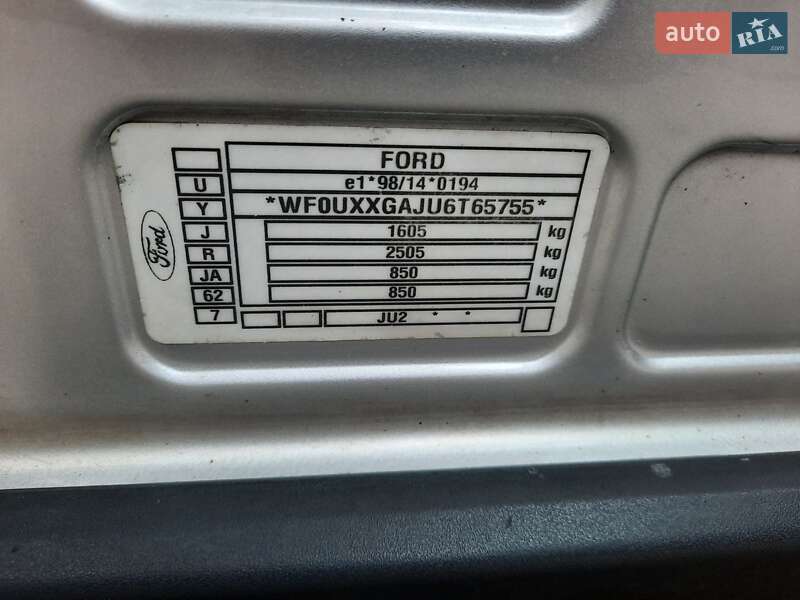 auto RIA.com
FORD
U e1*98/14*0194
Y *WF0UXXGAJU6T65755*
J 1605 kg
R 2505 kg
JA 850 kg
62 850 kg
7 JU2 * *
Ford